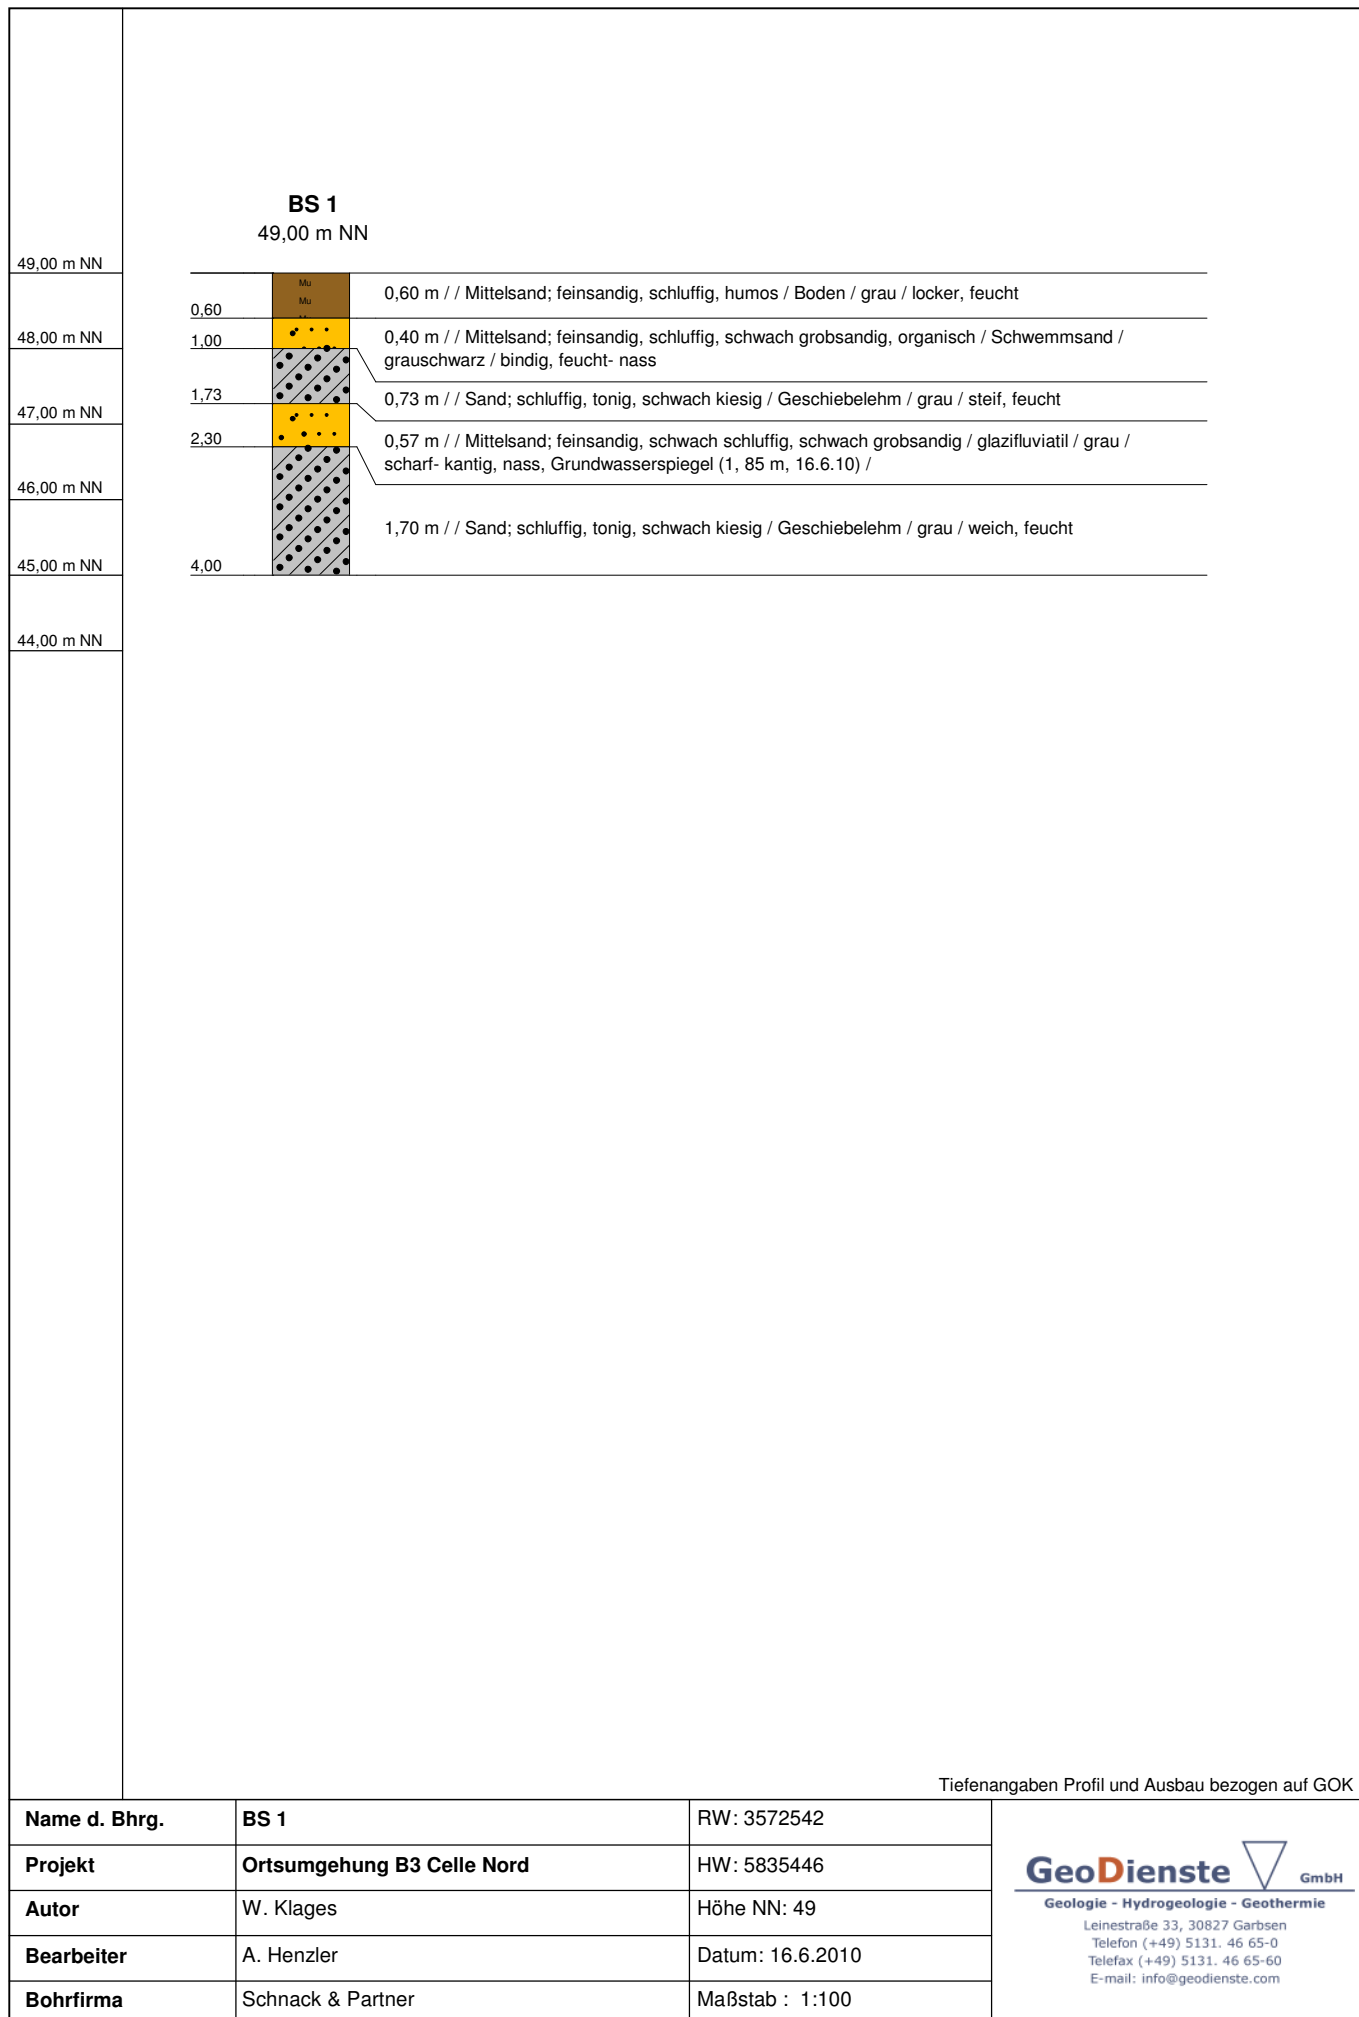 BS 1
49,00 m NN
49,00 m NN
48,00 m NN
47,00 m NN
46,00 m NN
45,00 m NN
44,00 m NN
0,60
1,00
1,73
2,30
4,00
Mu
Mu
0,60 m / / Mittelsand; feinsandig, schluffig, humos / Boden / grau / locker, feucht
0,40 m / / Mittelsand; feinsandig, schluffig, schwach grobsandig, organisch / Schwemmsand /
grauschwarz / bindig, feucht- nass
0,73 m / / Sand; schluffig, tonig, schwach kiesig / Geschiebelehm / grau / steif, feucht
0,57 m / / Mittelsand; feinsandig, schwach schluffig, schwach grobsandig / glazifluviatil / grau /
scharf- kantig, nass, Grundwasserspiegel (1, 85 m, 16.6.10) /
1,70 m / / Sand; schluffig, tonig, schwach kiesig / Geschiebelehm / grau / weich, feucht
Tiefenangaben Profil und Ausbau bezogen auf GOK
Name d. Bhrg. BS 1 RW: 3572542
Projekt Ortsumgehung B3 Celle Nord HW: 5835446
Autor W. Klages Höhe NN: 49
Bearbeiter A. Henzler Datum: 16.6.2010
Bohrfirma Schnack & Partner Maßstab : 1:100
GeoDienste GmbH
Geologie - Hydrogeologie - Geothermie
Leinestraße 33, 30827 Garbsen
Telefon (+49) 5131. 46 65-0
Telefax (+49) 5131. 46 65-60
E-mail: info@geodienste.com